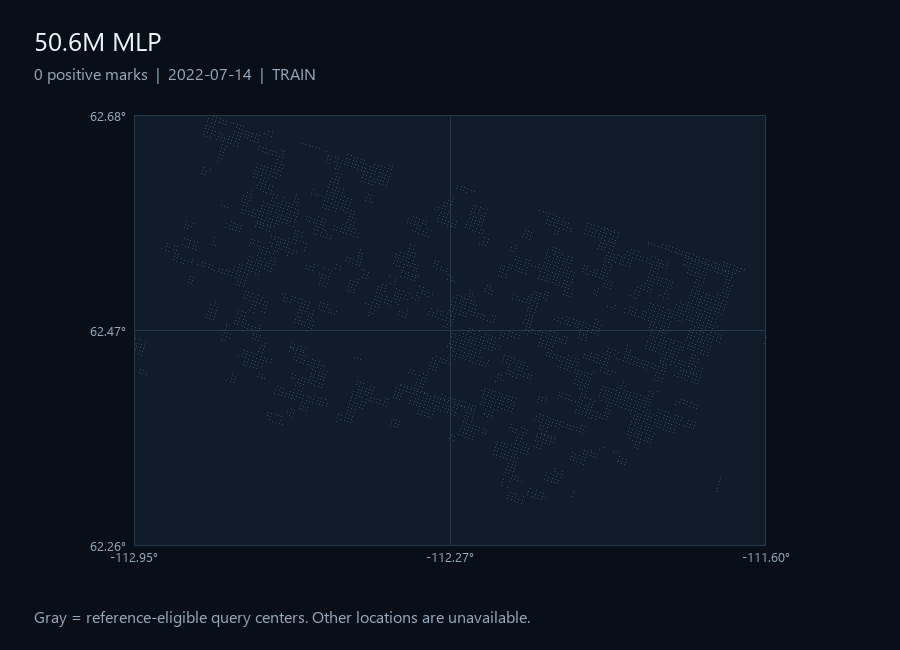 50.6M MLP
0 positive marks | 2022-07-14 | TRAIN
62.68°
62.47°
62.26°
-112.95°
-112.27°
-111.60°
Gray = reference-eligible query centers. Other locations are unavailable.